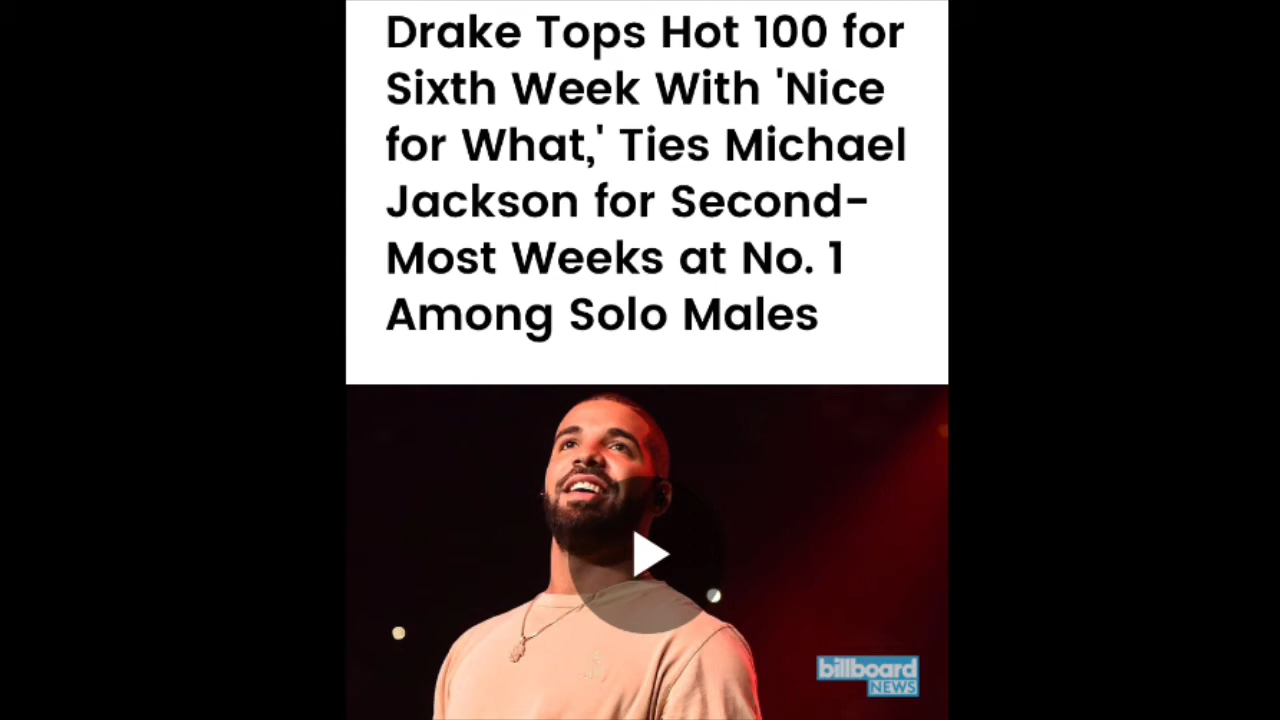 Drake Tops Hot 100 for
Sixth Week With 'Nice
for What,' Ties Michael
Jackson for Second-
Most Weeks at No. 1
Among Solo Males
billboard
NEWS